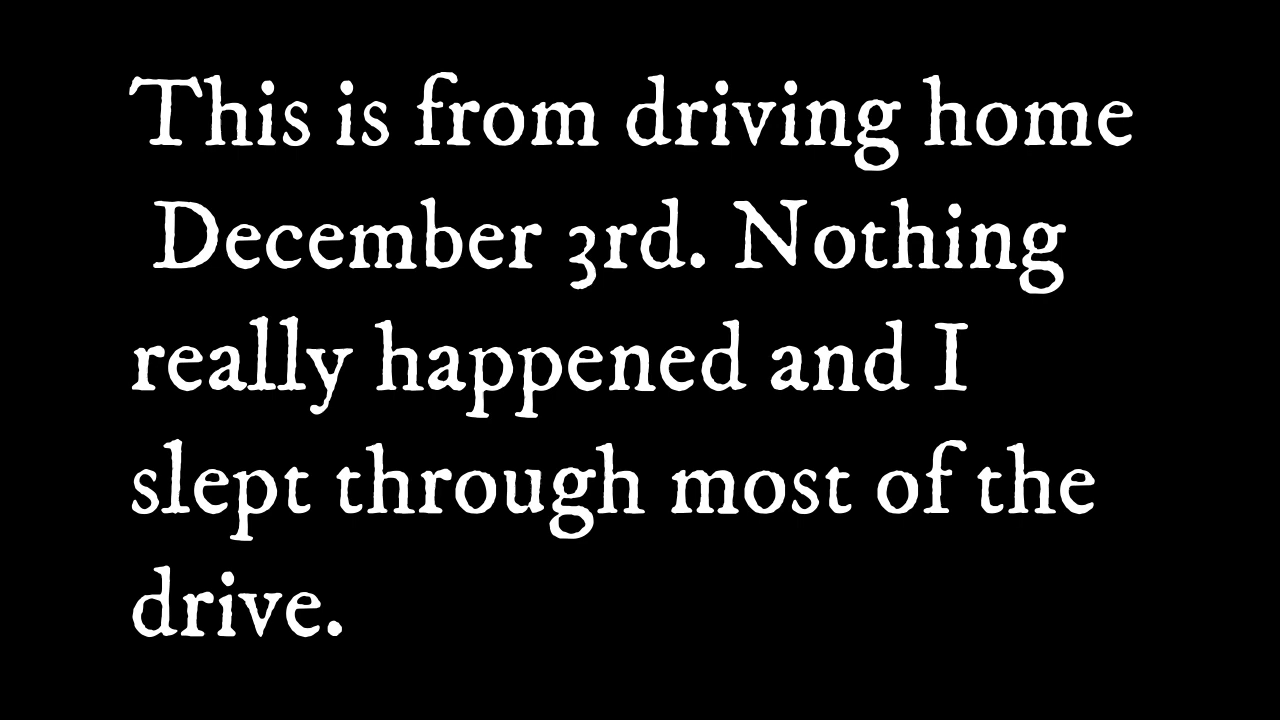 This is from driving home
December 3rd. Nothing
really happened and I
slept through most of the
drive.